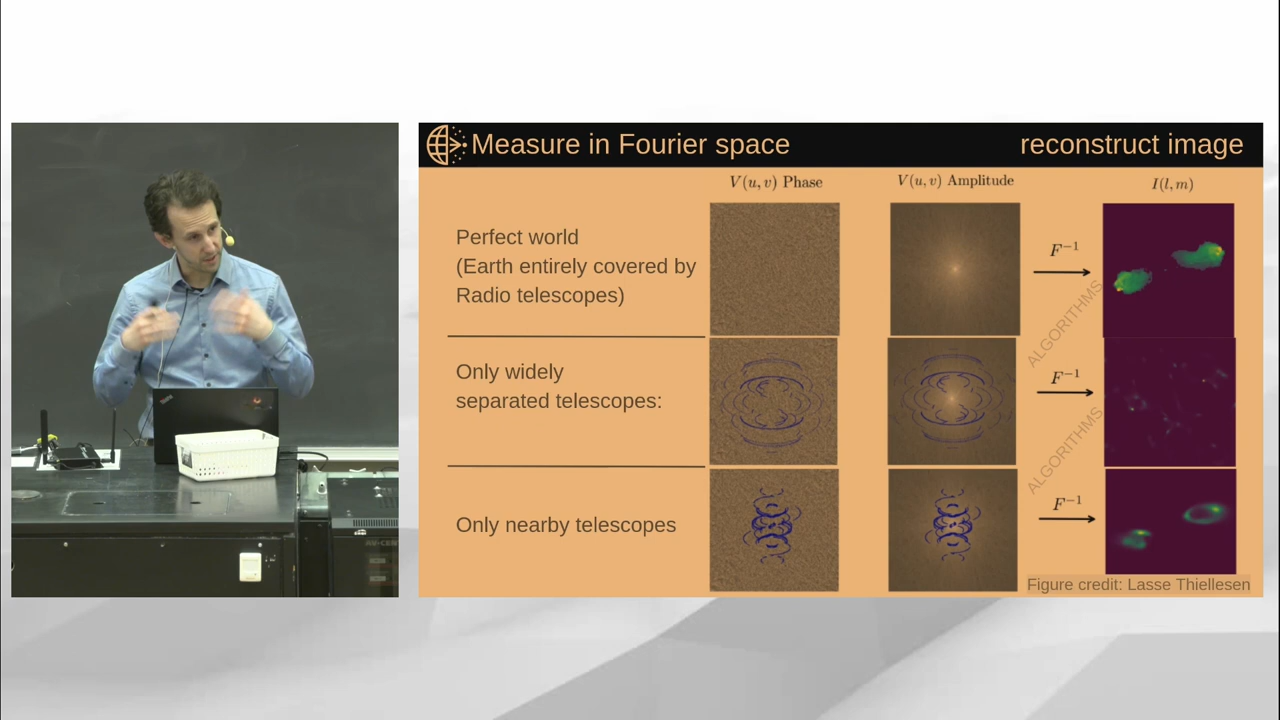 Measure in Fourier space
reconstruct image
V(u, v) Phase
V(u, v) Amplitude
I(l, m)
Perfect world
(Earth entirely covered by
Radio telescopes)
F⁻¹
ALGORITHMS
Only widely
separated telescopes:
F⁻¹
ALGORITHMS
Only nearby telescopes
F⁻¹
Figure credit: Lasse Thiellesen